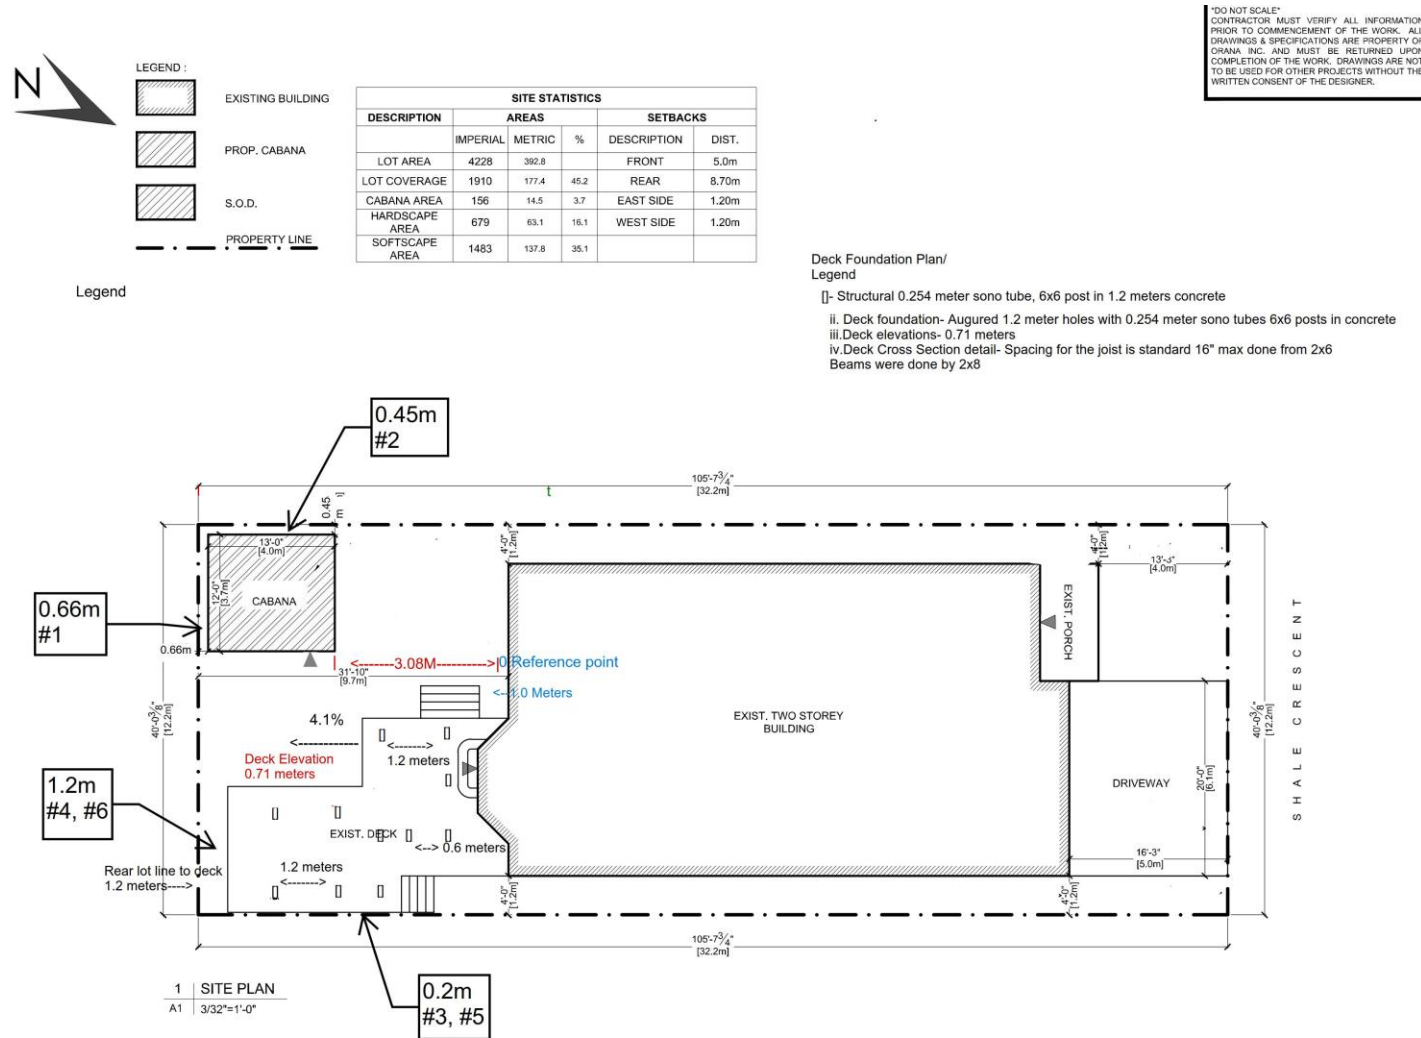 "DO NOT SCALE"
CONTRACTOR MUST VERIFY ALL INFORMATION
PRIOR TO COMMENCEMENT OF THE WORK. ALL
DRAWINGS & SPECIFICATIONS ARE PROPERTY OF
ORANA INC. AND MUST BE RETURNED UPON
COMPLETION OF THE WORK. DRAWINGS ARE NOT
TO BE USED FOR OTHER PROJECTS WITHOUT THE
WRITTEN CONSENT OF THE DESIGNER.
N
LEGEND :
EXISTING BUILDING
PROP. CABANA
S.O.D.
PROPERTY LINE
Legend
SITE STATISTICS
DESCRIPTION AREAS SETBACKS
IMPERIAL METRIC % DESCRIPTION DIST.
LOT AREA 4228 392.8 FRONT 5.0m
LOT COVERAGE 1910 177.4 45.2 REAR 8.70m
CABANA AREA 156 14.5 3.7 EAST SIDE 1.20m
HARDSCAPE AREA 679 63.1 16.1 WEST SIDE 1.20m
SOFTSCAPE AREA 1483 137.8 35.1
Deck Foundation Plan/
Legend
[]- Structural 0.254 meter sono tube, 6x6 post in 1.2 meters concrete
ii. Deck foundation- Augured 1.2 meter holes with 0.254 meter sono tubes 6x6 posts in concrete
iii.Deck elevations- 0.71 meters
iv.Deck Cross Section detail- Spacing for the joist is standard 16" max done from 2x6
Beams were done by 2x8
0.45m
#2
105'-7¾"
[32.2m]
t
0.45
m
13'-0"
[4.0m]
12'-0"
[3.7m]
CABANA
4'-0"
[1.2m]
4'-0"
[1.2m]
[4.0m]
0.66m
#1
0.66m
<-------3.08M---------->|
0 Reference point
31'-10"
[9.7m]
<--1.0 Meters
EXIST. PORCH
SHALE CRESCENT
40'-0⅜"
[12.2m]
40'-0⅜"
[12.2m]
4.1%
<-----------
Deck Elevation
0.71 meters
1.2 meters
<------->
EXIST. TWO STOREY
BUILDING
DRIVEWAY
20'-0"
[6.1m]
1.2m
#4, #6
EXIST. DECK
<--> 0.6 meters
Rear lot line to deck
1.2 meters---->
1.2 meters
<------->
16'-3"
[5.0m]
4'-0"
[1.2m]
4'-0"
[1.2m]
105'-7¾"
[32.2m]
0.2m
#3, #5
1 SITE PLAN
A1 3/32"=1'-0"